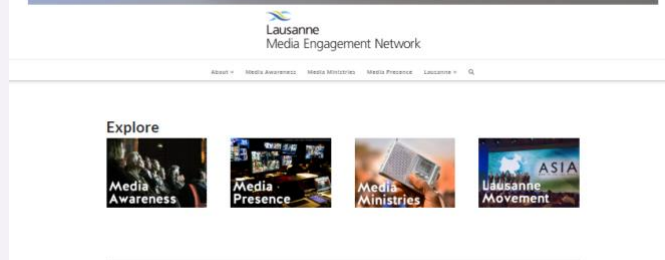 Lausanne
Media Engagement Network
About Media Awareness Media Ministries Media Presence Lausanne
Explore
Media
Awareness
Media
Presence
Media
Ministries
ASIA
Lausanne
Movement